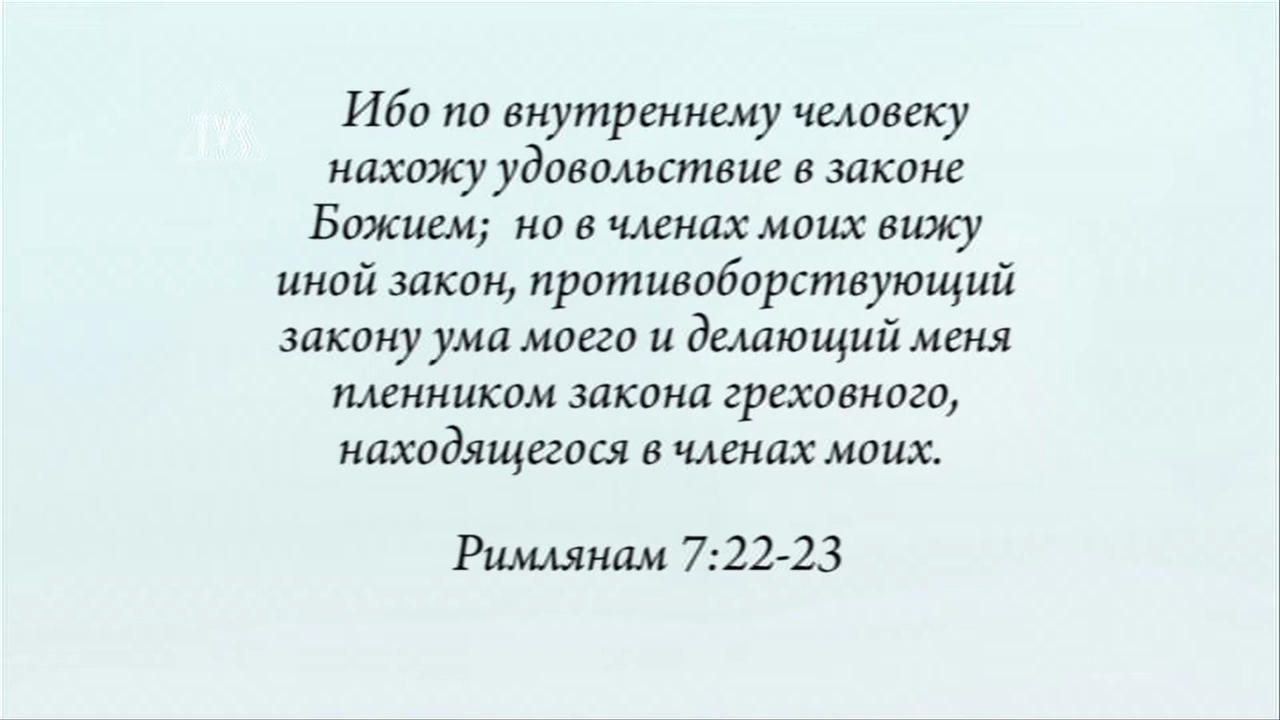 TVS
Ибо по внутреннему человеку
нахожу удовольствие в законе
Божием; но в членах моих вижу
иной закон, противоборствующий
закону ума моего и делающий меня
пленником закона греховного,
находящегося в членах моих.
Римлянам 7:22-23